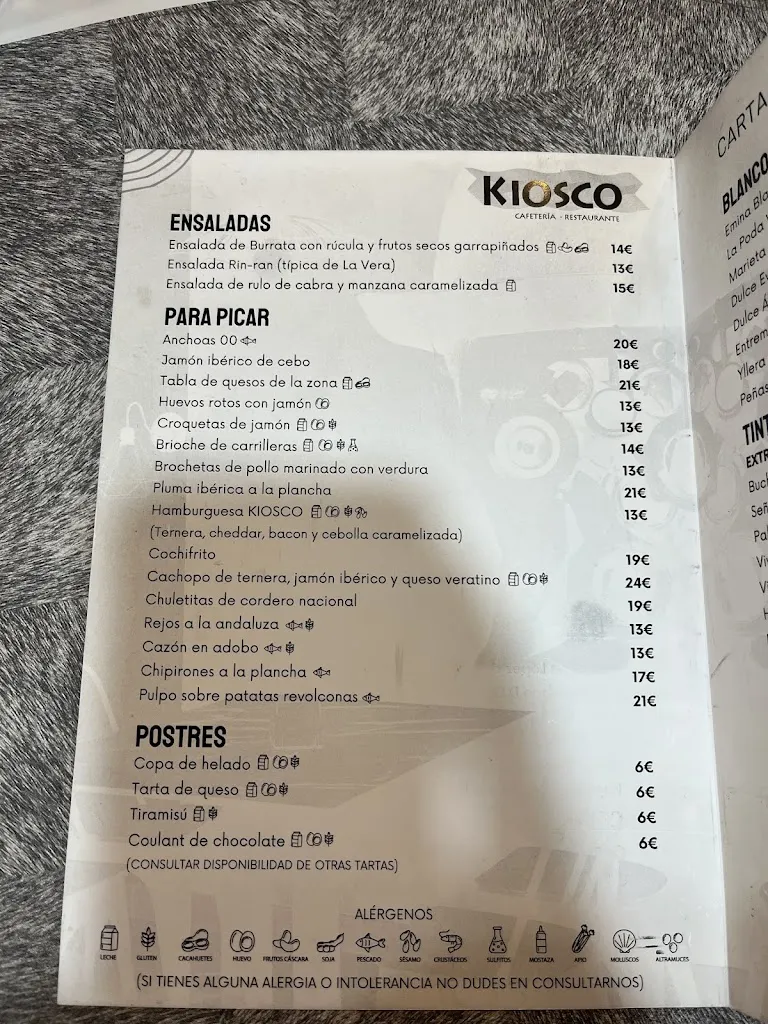 KIOSCO
CAFETERÍA · RESTAURANTE
ENSALADAS
Ensalada de Burrata con rúcula y frutos secos garrapiñados 14€
Ensalada Rin-ran (típica de La Vera) 13€
Ensalada de rulo de cabra y manzana caramelizada 15€
PARA PICAR
Anchoas 00 20€
Jamón ibérico de cebo 18€
Tabla de quesos de la zona 21€
Huevos rotos con jamón 13€
Croquetas de jamón 13€
Brioche de carrilleras 14€
Brochetas de pollo marinado con verdura 13€
Pluma ibérica a la plancha 21€
Hamburguesa KIOSCO 13€
(Ternera, cheddar, bacon y cebolla caramelizada)
Cochifrito 19€
Cachopo de ternera, jamón ibérico y queso veratino 24€
Chuletitas de cordero nacional 19€
Rejos a la andaluza 13€
Cazón en adobo 13€
Chipirones a la plancha 17€
Pulpo sobre patatas revolconas 21€
POSTRES
Copa de helado 6€
Tarta de queso 6€
Tiramisú 6€
Coulant de chocolate 6€
(CONSULTAR DISPONIBILIDAD DE OTRAS TARTAS)
ALÉRGENOS
LECHE GLUTEN CACAHUETES HUEVO FRUTOS CÁSCARA SOJA PESCADO SÉSAMO CRUSTÁCEOS SULFITOS MOSTAZA APIO MOLUSCOS ALTRAMUCES
(SI TIENES ALGUNA ALERGIA O INTOLERANCIA NO DUDES EN CONSULTARNOS)
CARTA
BLANCO
Emina
La Poda
Marieta
Dulce
Dulce
Yllera